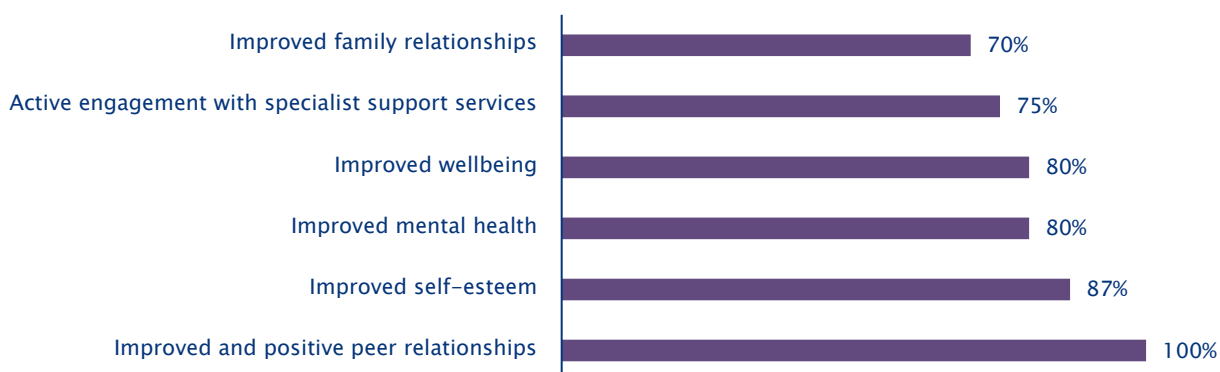 Improved family relationships 70%
Active engagement with specialist support services 75%
Improved wellbeing 80%
Improved mental health 80%
Improved self-esteem 87%
Improved and positive peer relationships 100%